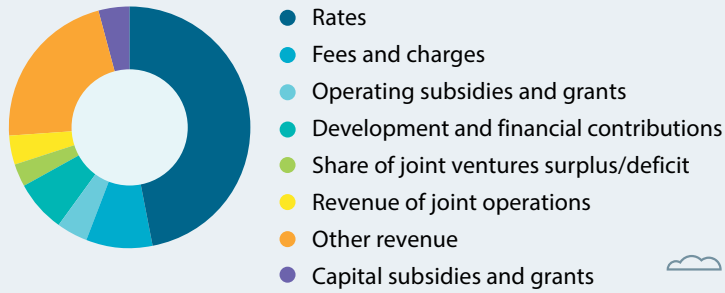 Rates
Fees and charges
Operating subsidies and grants
Development and financial contributions
Share of joint ventures surplus/deficit
Revenue of joint operations
Other revenue
Capital subsidies and grants